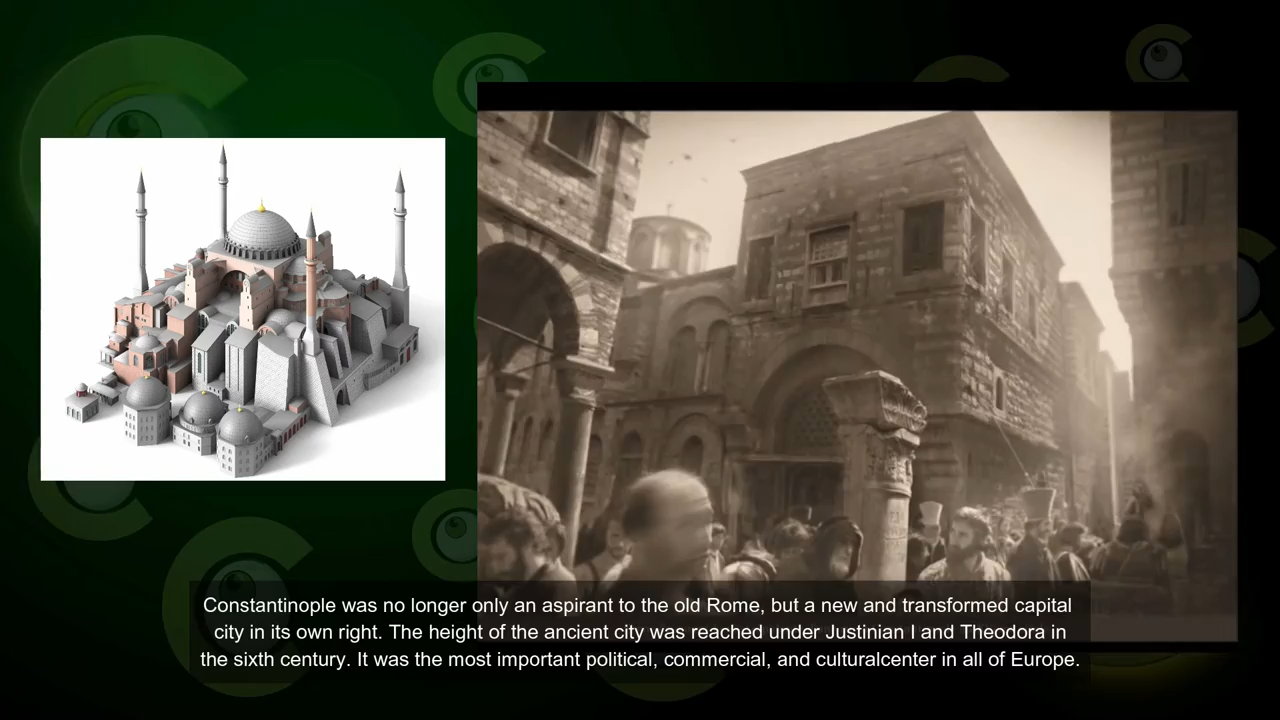 Constantinople was no longer only an aspirant to the old Rome, but a new and transformed capital
city in its own right. The height of the ancient city was reached under Justinian I and Theodora in
the sixth century. It was the most important political, commercial, and culturalcenter in all of Europe.